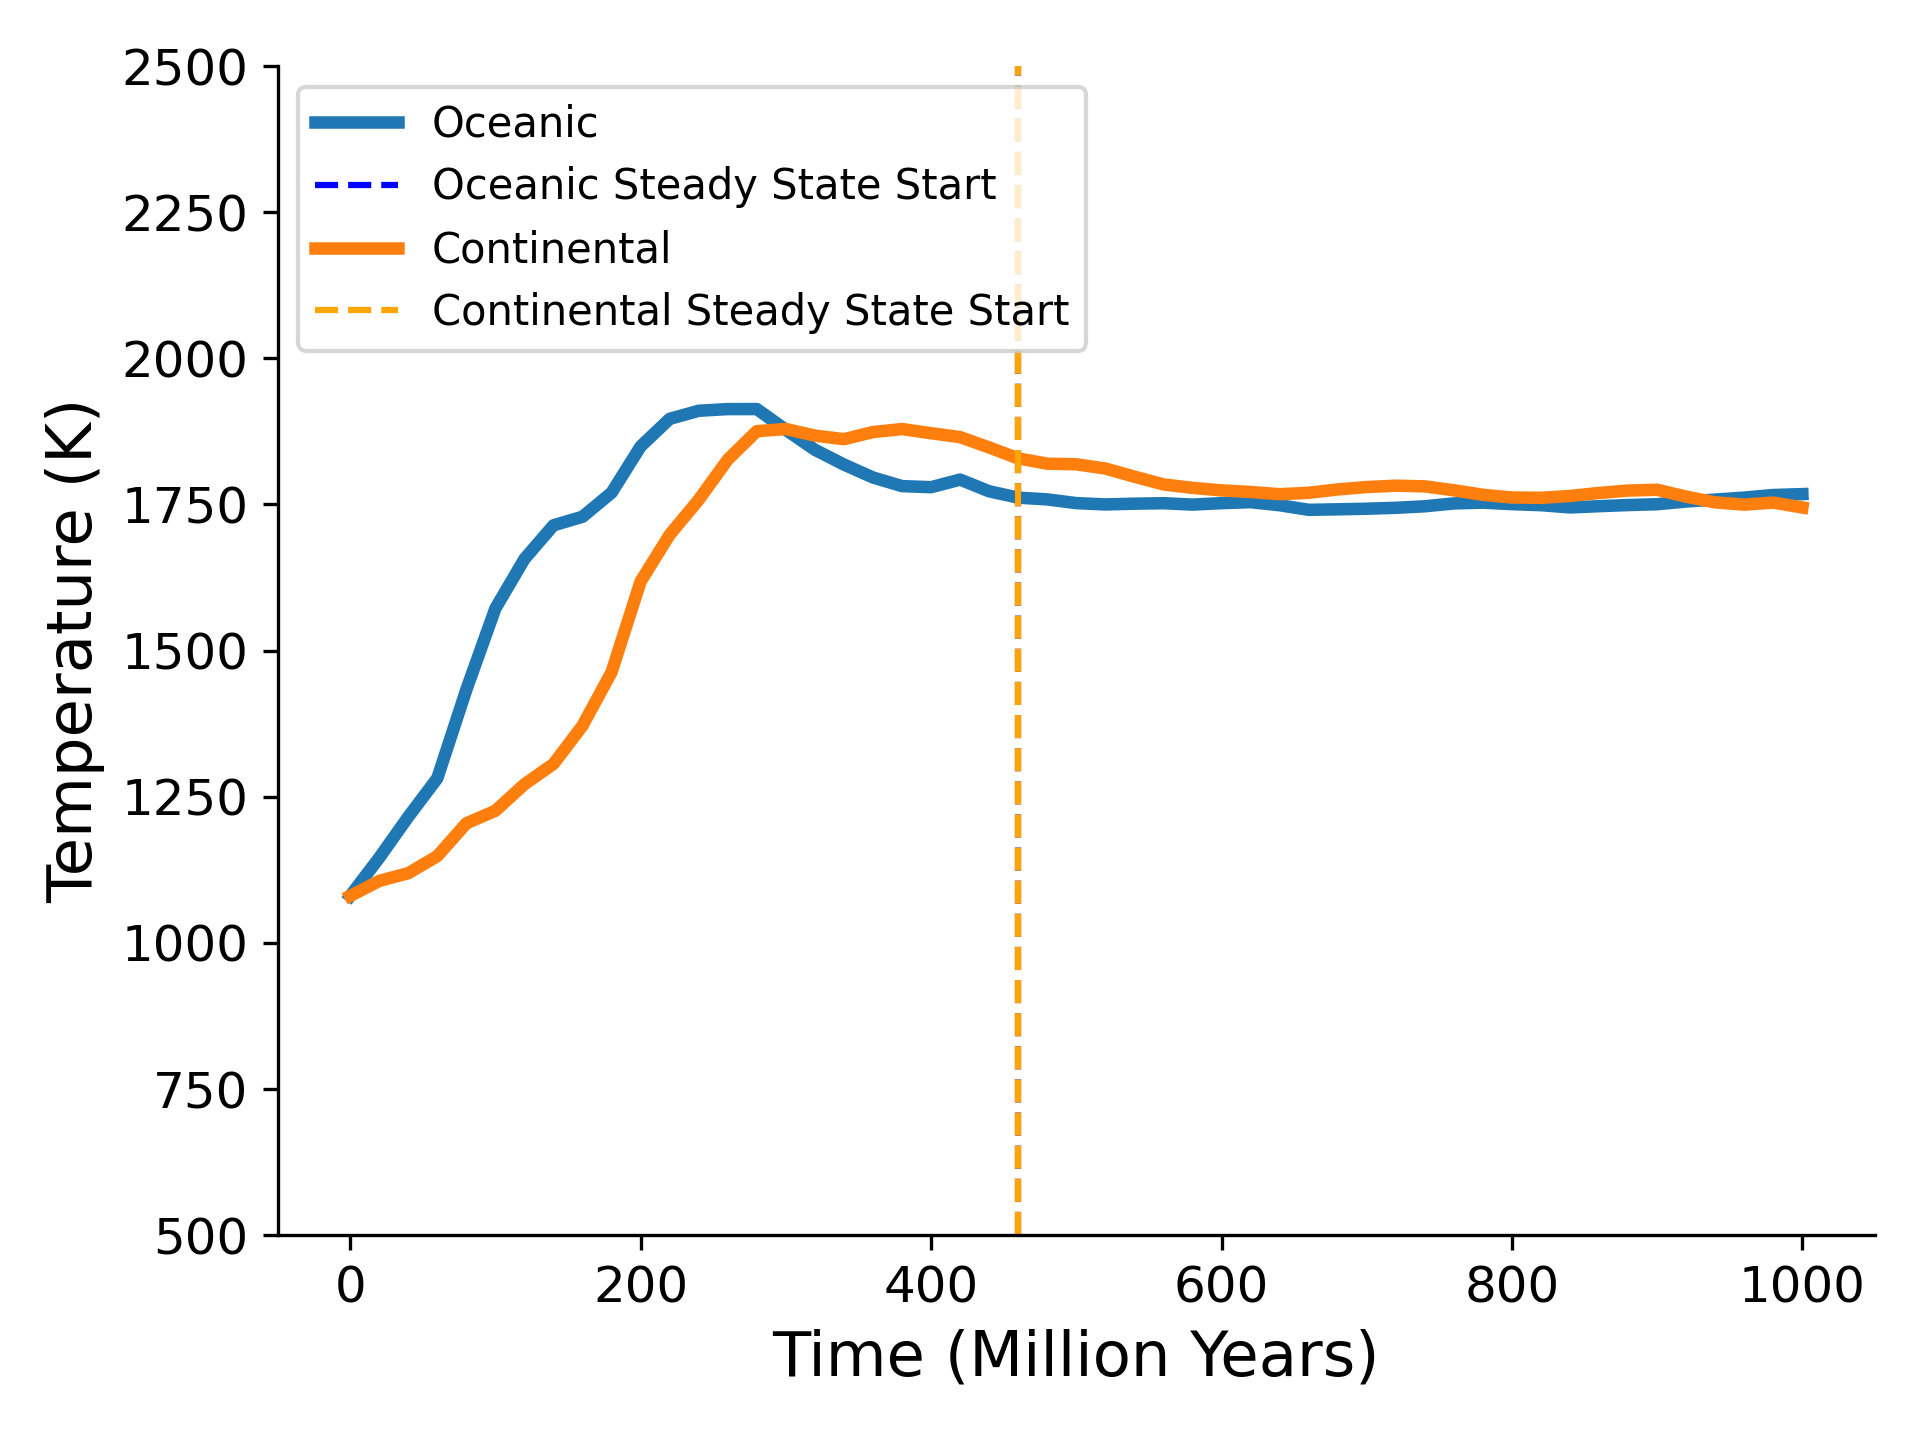 2500
2250
2000
1750
1500
1250
1000
750
500
Temperature (K)
Oceanic
Oceanic Steady State Start
Continental
Continental Steady State Start
0 200 400 600 800 1000
Time (Million Years)